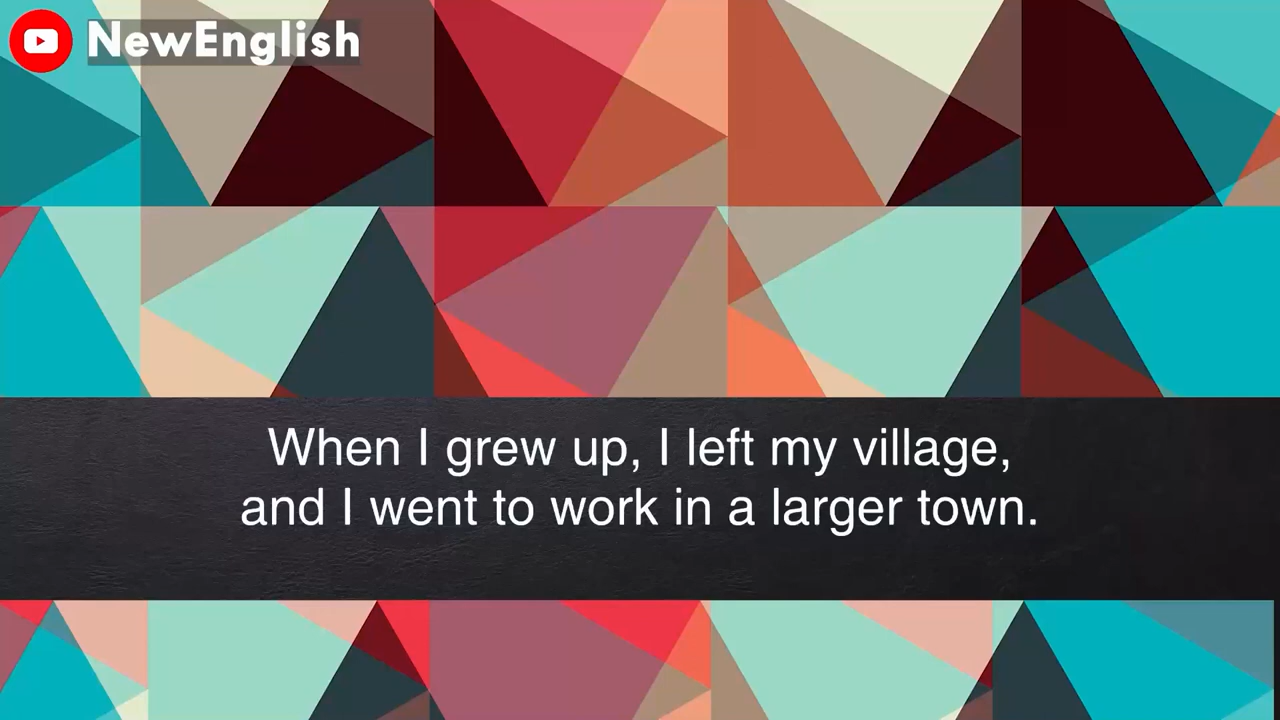 NewEnglish
When I grew up, I left my village,
and I went to work in a larger town.